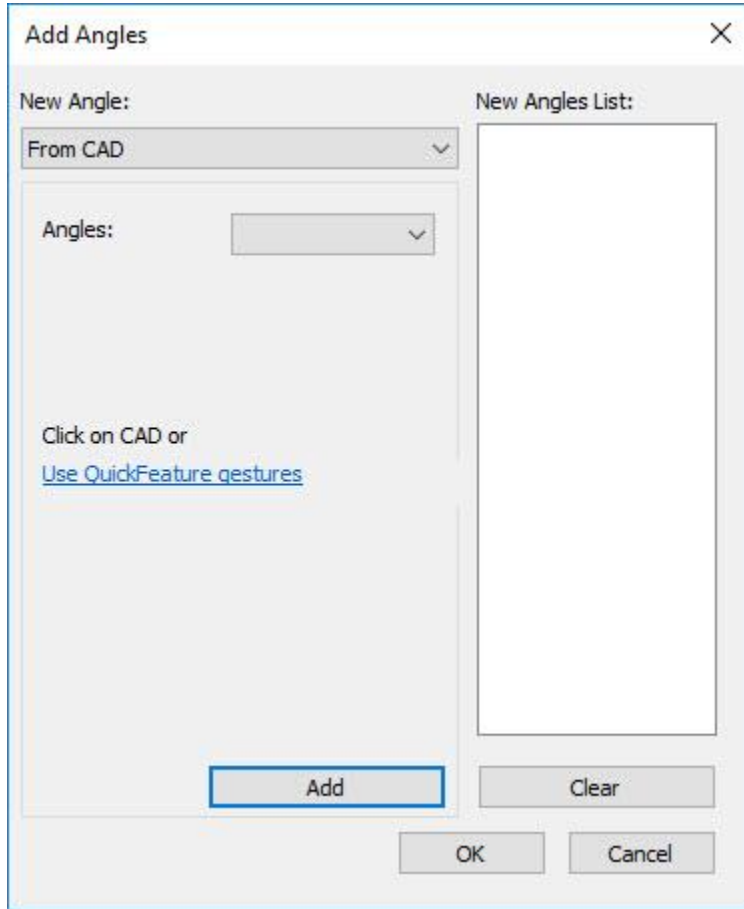 Add Angles
New Angle:
New Angles List:
From CAD
Angles:
Click on CAD or
Use QuickFeature gestures
Add
Clear
OK
Cancel